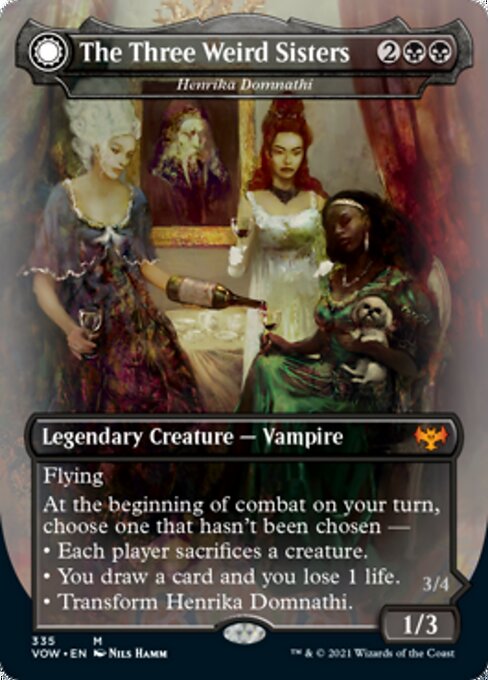 The Three Weird Sisters 2
Henrika Domnathi
Legendary Creature — Vampire
Flying
At the beginning of combat on your turn,
choose one that hasn't been chosen —
• Each player sacrifices a creature.
• You draw a card and you lose 1 life.
• Transform Henrika Domnathi.
3/4
1/3
335 M
VOW • EN Nils Hamm
™ & © 2021 Wizards of the Coast